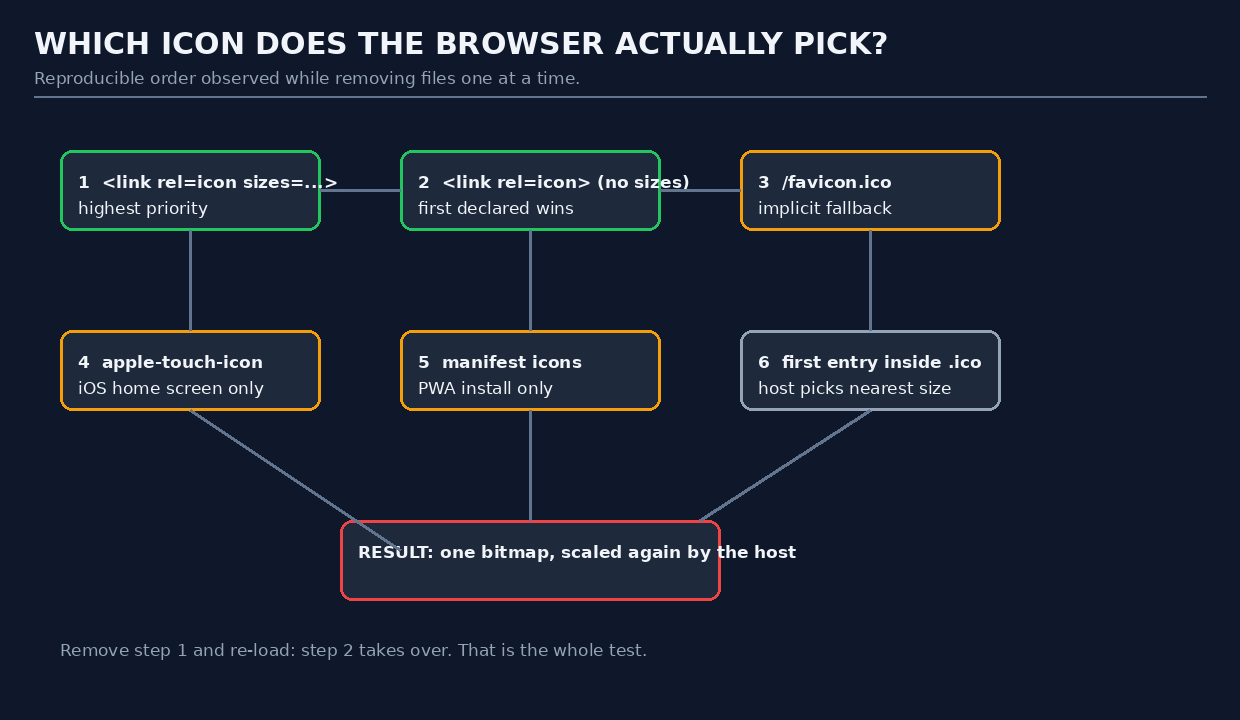 WHICH ICON DOES THE BROWSER ACTUALLY PICK?
Reproducible order observed while removing files one at a time.
1 <link rel=icon sizes=...>
highest priority
2 <link rel=icon> (no sizes)
first declared wins
3 /favicon.ico
implicit fallback
4 apple-touch-icon
iOS home screen only
5 manifest icons
PWA install only
6 first entry inside .ico
host picks nearest size
RESULT: one bitmap, scaled again by the host
Remove step 1 and re-load: step 2 takes over. That is the whole test.